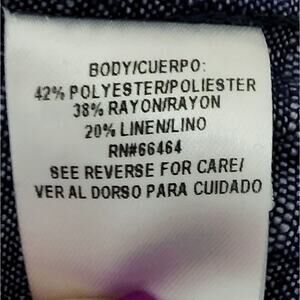 BODY/CUERPO:
42% POLYESTER/POLIESTER
38% RAYON/RAYON
20% LINEN/LINO
RN#66464
SEE REVERSE FOR CARE/
VER AL DORSO PARA CUIDADO